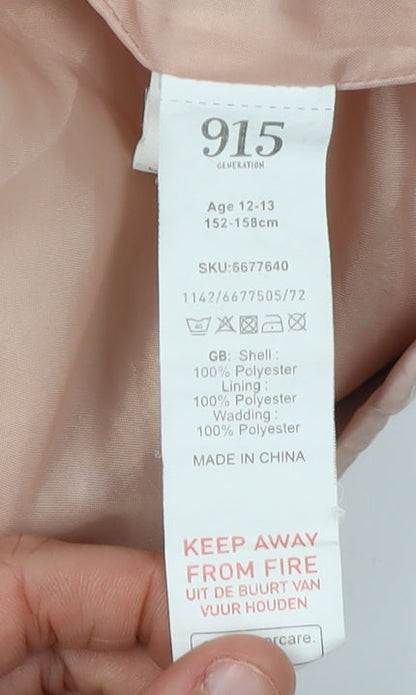 915
GENERATION
Age 12-13
152-158cm
SKU:6677640
1142/6677505/72
40
GB: Shell :
100% Polyester
Lining :
100% Polyester
Wadding :
100% Polyester
MADE IN CHINA
KEEP AWAY
FROM FIRE
UIT DE BUURT VAN
VUUR HOUDEN